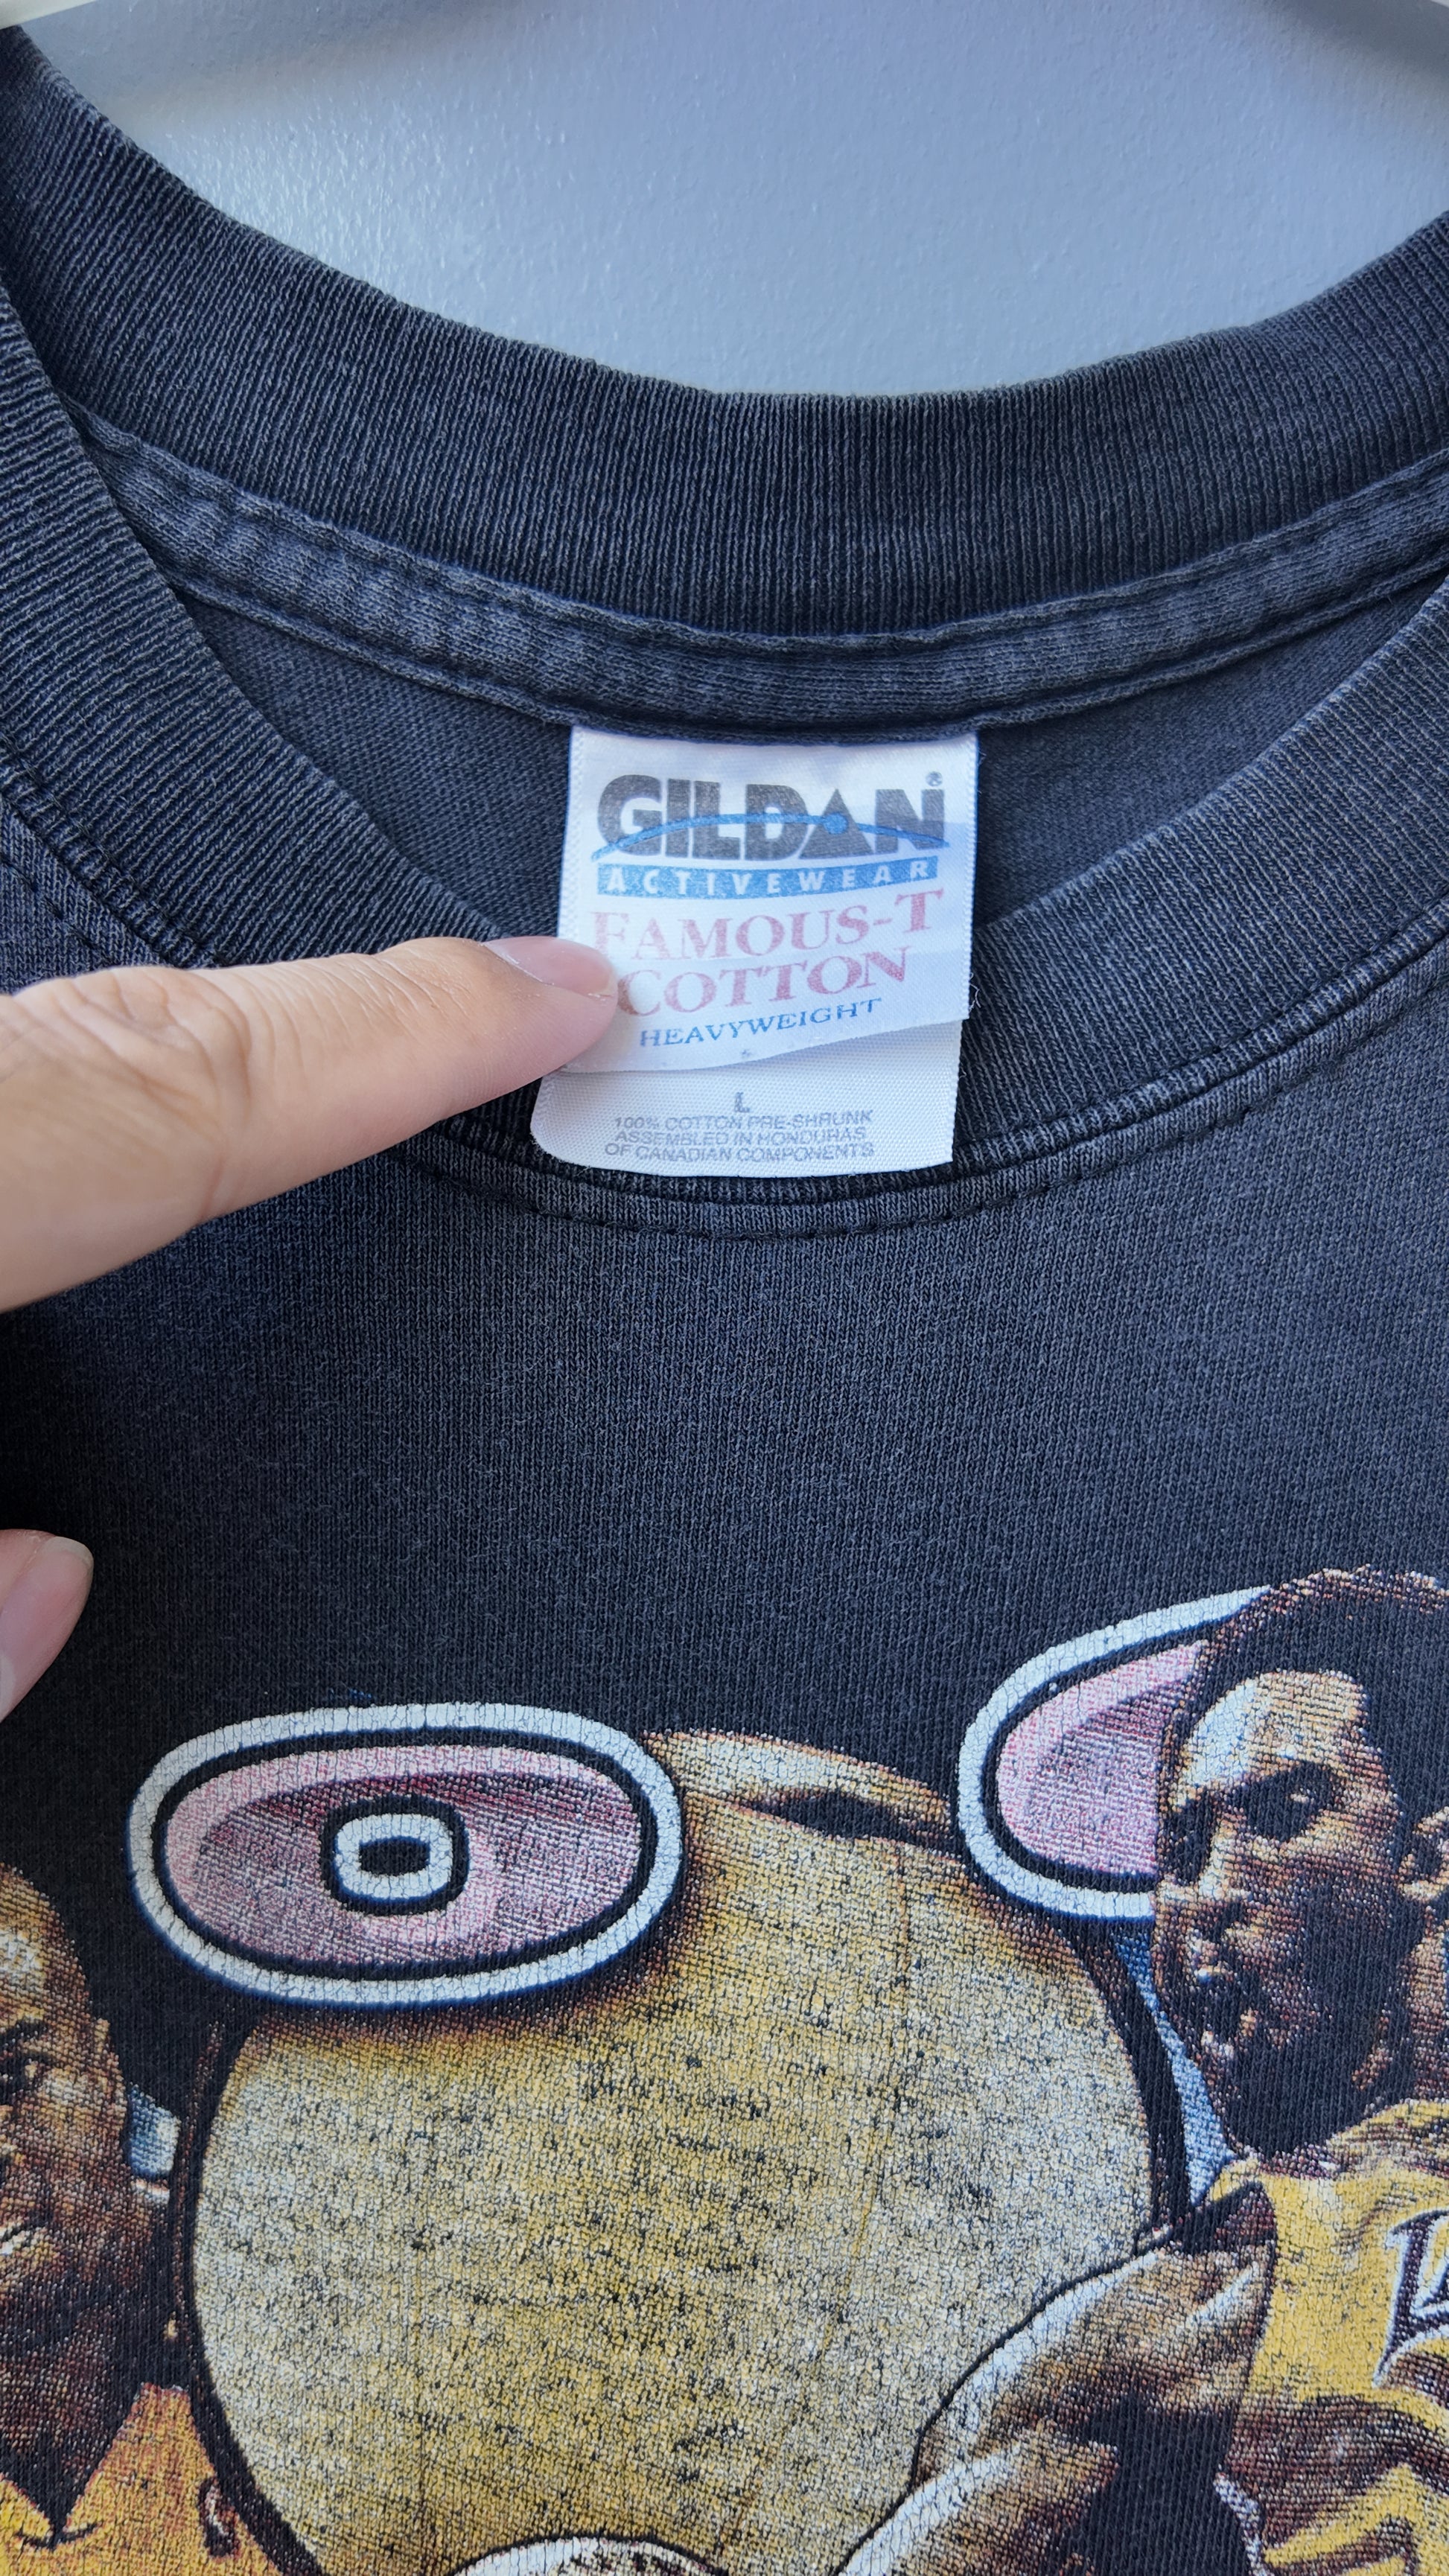 GILDAN®
ACTIVEWEAR
FAMOUS-T
COTTON
HEAVYWEIGHT
L
100% COTTON PRE-SHRUNK
ASSEMBLED IN HONDURAS
OF CANADIAN COMPONENTS